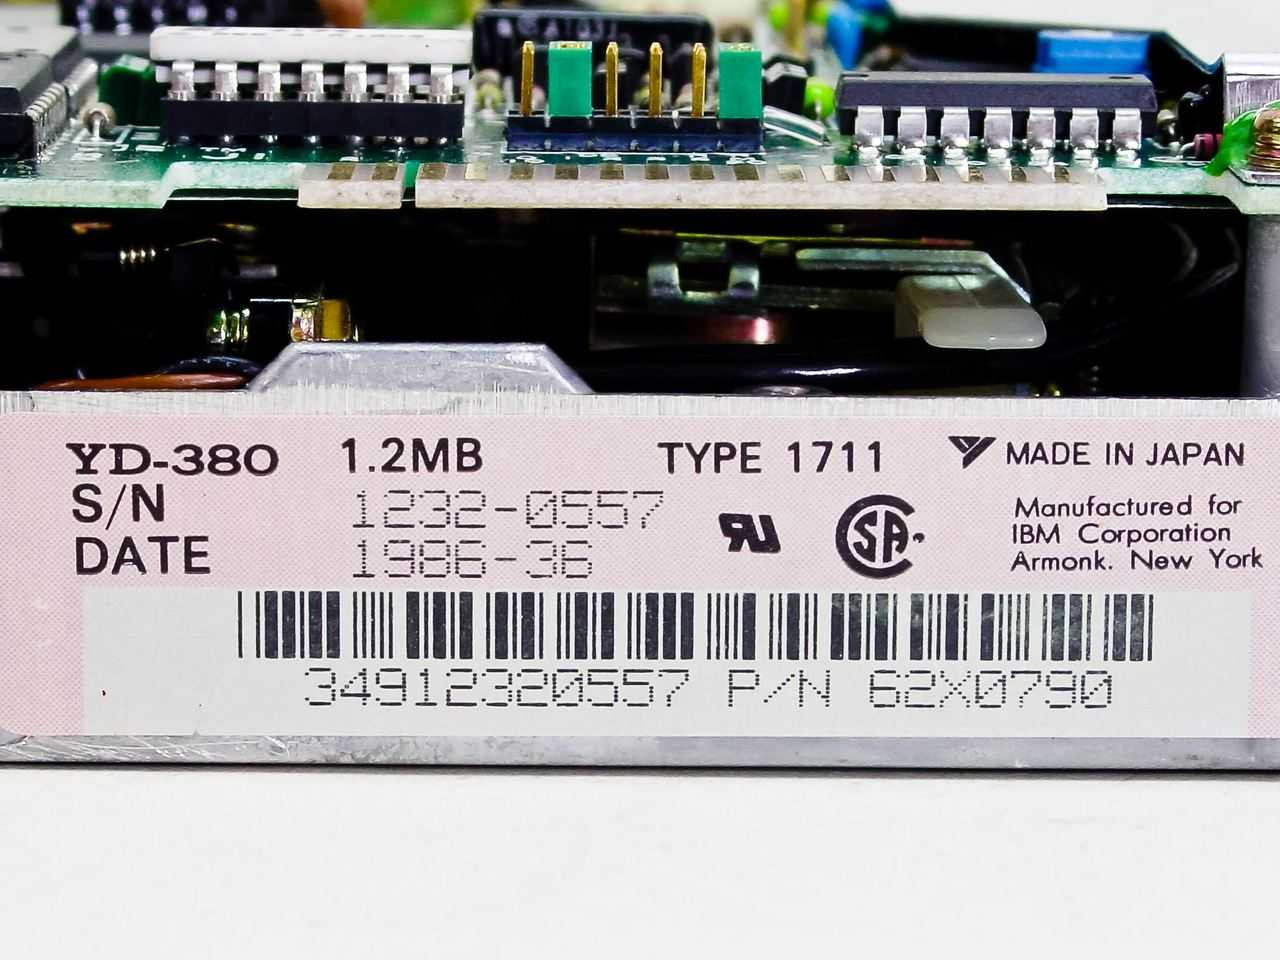 YD-380 1.2MB TYPE 1711 MADE IN JAPAN
S/N 1232-0557
DATE 1986-36
Manufactured for
IBM Corporation
Armonk. New York
34912320557 P/N 62X0790